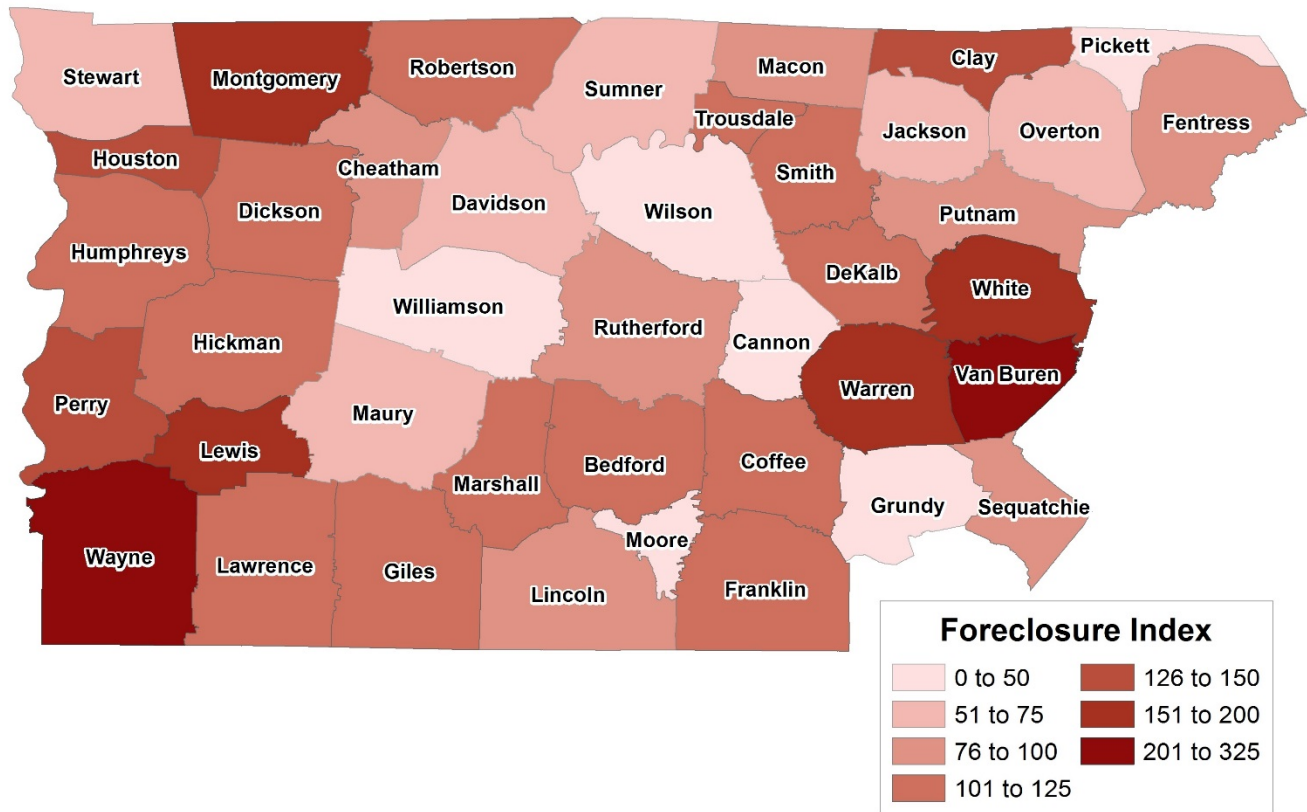 Stewart
Montgomery
Robertson
Sumner
Macon
Clay
Pickett
Trousdale
Jackson
Overton
Fentress
Houston
Cheatham
Smith
Dickson
Davidson
Wilson
Putnam
Humphreys
DeKalb
White
Williamson
Rutherford
Cannon
Hickman
Van Buren
Warren
Perry
Maury
Lewis
Bedford
Coffee
Marshall
Grundy
Sequatchie
Moore
Wayne
Lawrence
Giles
Lincoln
Franklin
Foreclosure Index
0 to 50
51 to 75
76 to 100
101 to 125
126 to 150
151 to 200
201 to 325